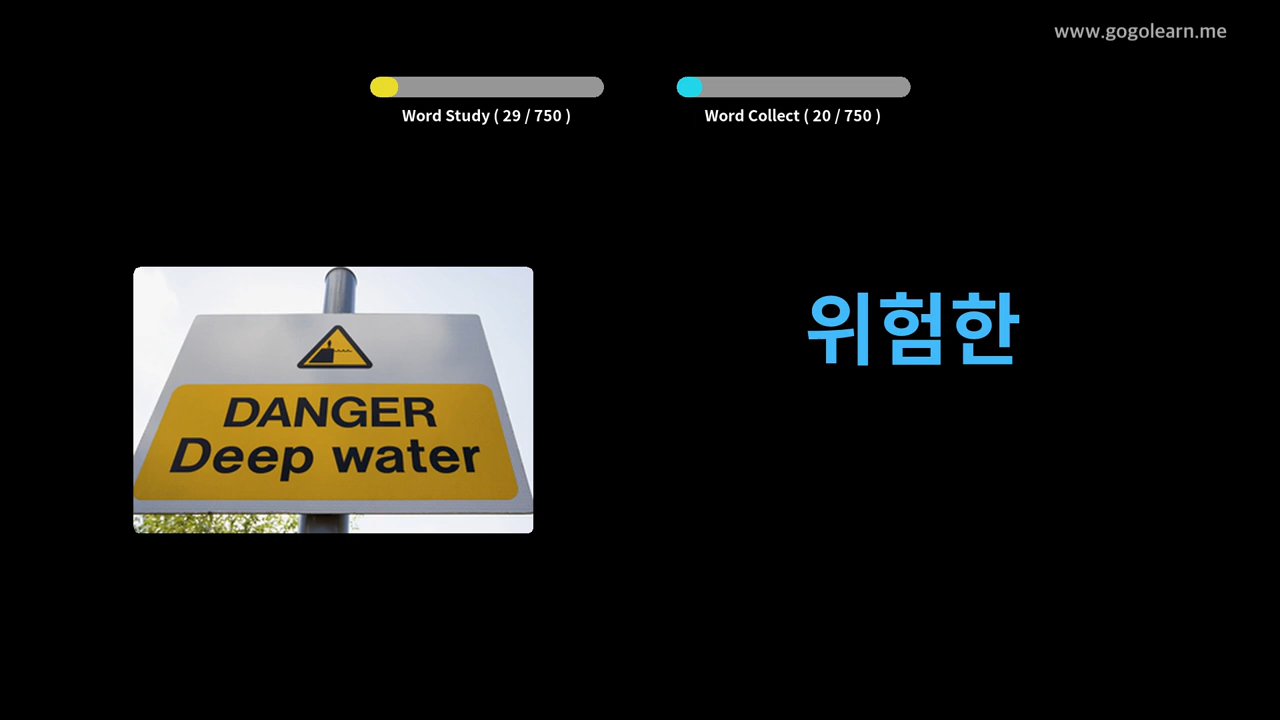 www.gogolearn.me
Word Study ( 29 / 750 )
Word Collect ( 20 / 750 )
DANGER
Deep water
위험한